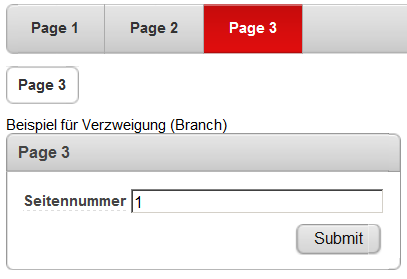 Page 1 Page 2 Page 3
Page 3
Beispiel für Verzweigung (Branch)
Page 3
Seitennummer 1
Submit